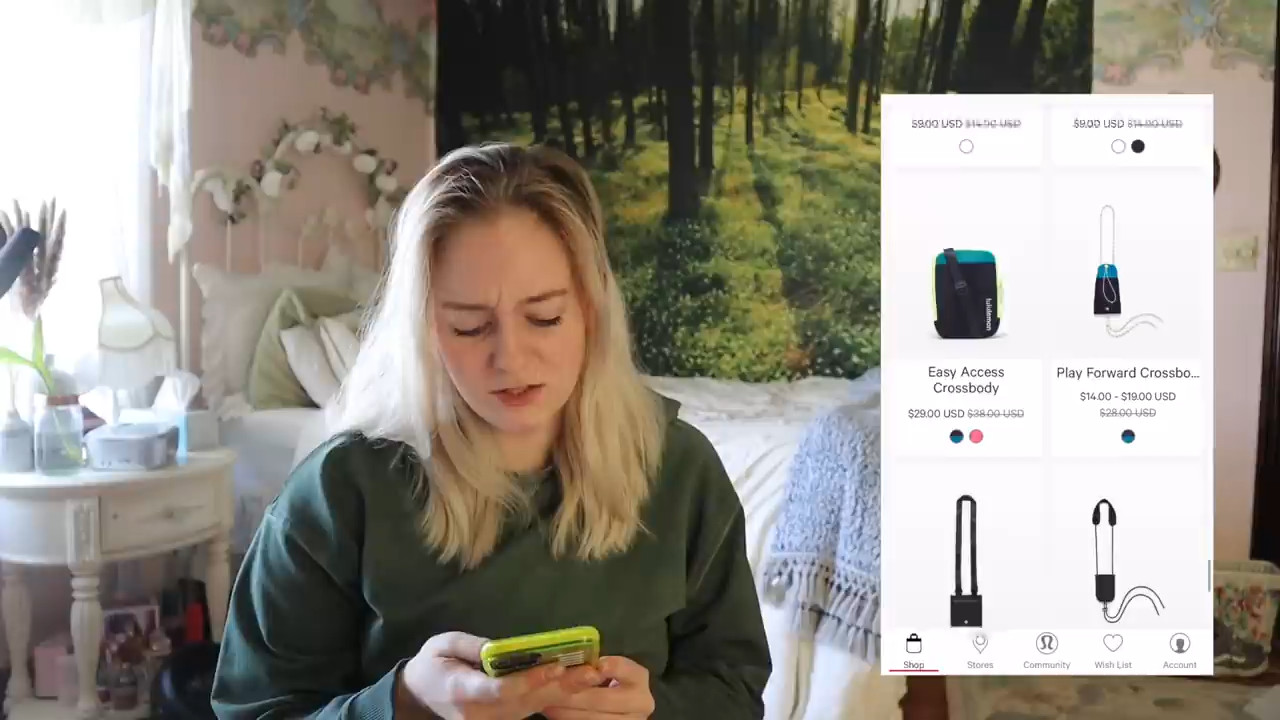 $9.00 USD $14.00 USD
$9.00 USD $14.00 USD
lululemon
Easy Access
Crossbody
$29.00 USD $38.00 USD
Play Forward Crossbo...
$14.00 - $19.00 USD
$28.00 USD
Shop
Stores
Community
Wish List
Account